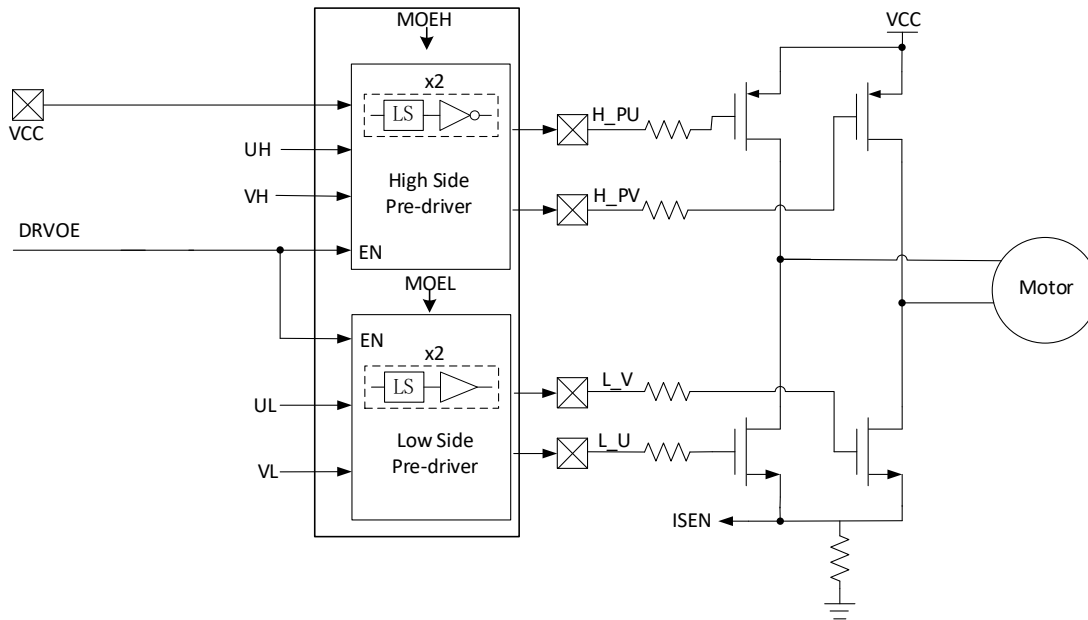 MOEH
VCC
x2
LS
VCC
H_PU
UH
High Side
Pre-driver
VH
H_PV
DRVOE
EN
MOEL
Motor
EN
x2
LS
L_V
UL
Low Side
Pre-driver
L_U
VL
ISEN